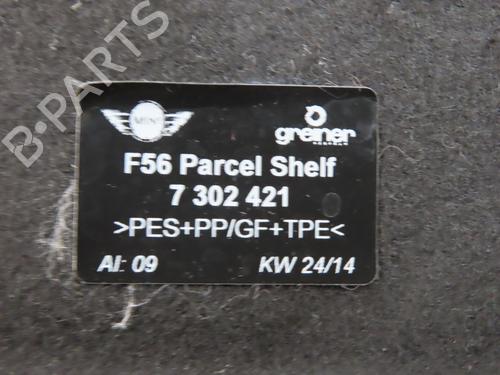 B-PARTS
MINI
greiner
F56 Parcel Shelf
7 302 421
>PES+PP/GF+TPE<
AI: 09 KW 24/14